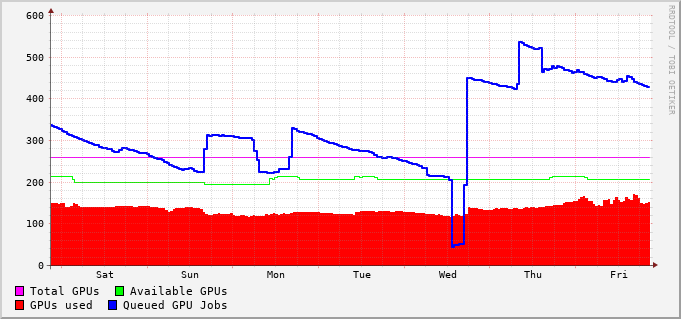 600
500
400
300
200
100
0
Sat Sun Mon Tue Wed Thu Fri
Total GPUs Available GPUs
GPUs used Queued GPU Jobs
RRDTOOL / TOBI OETIKER